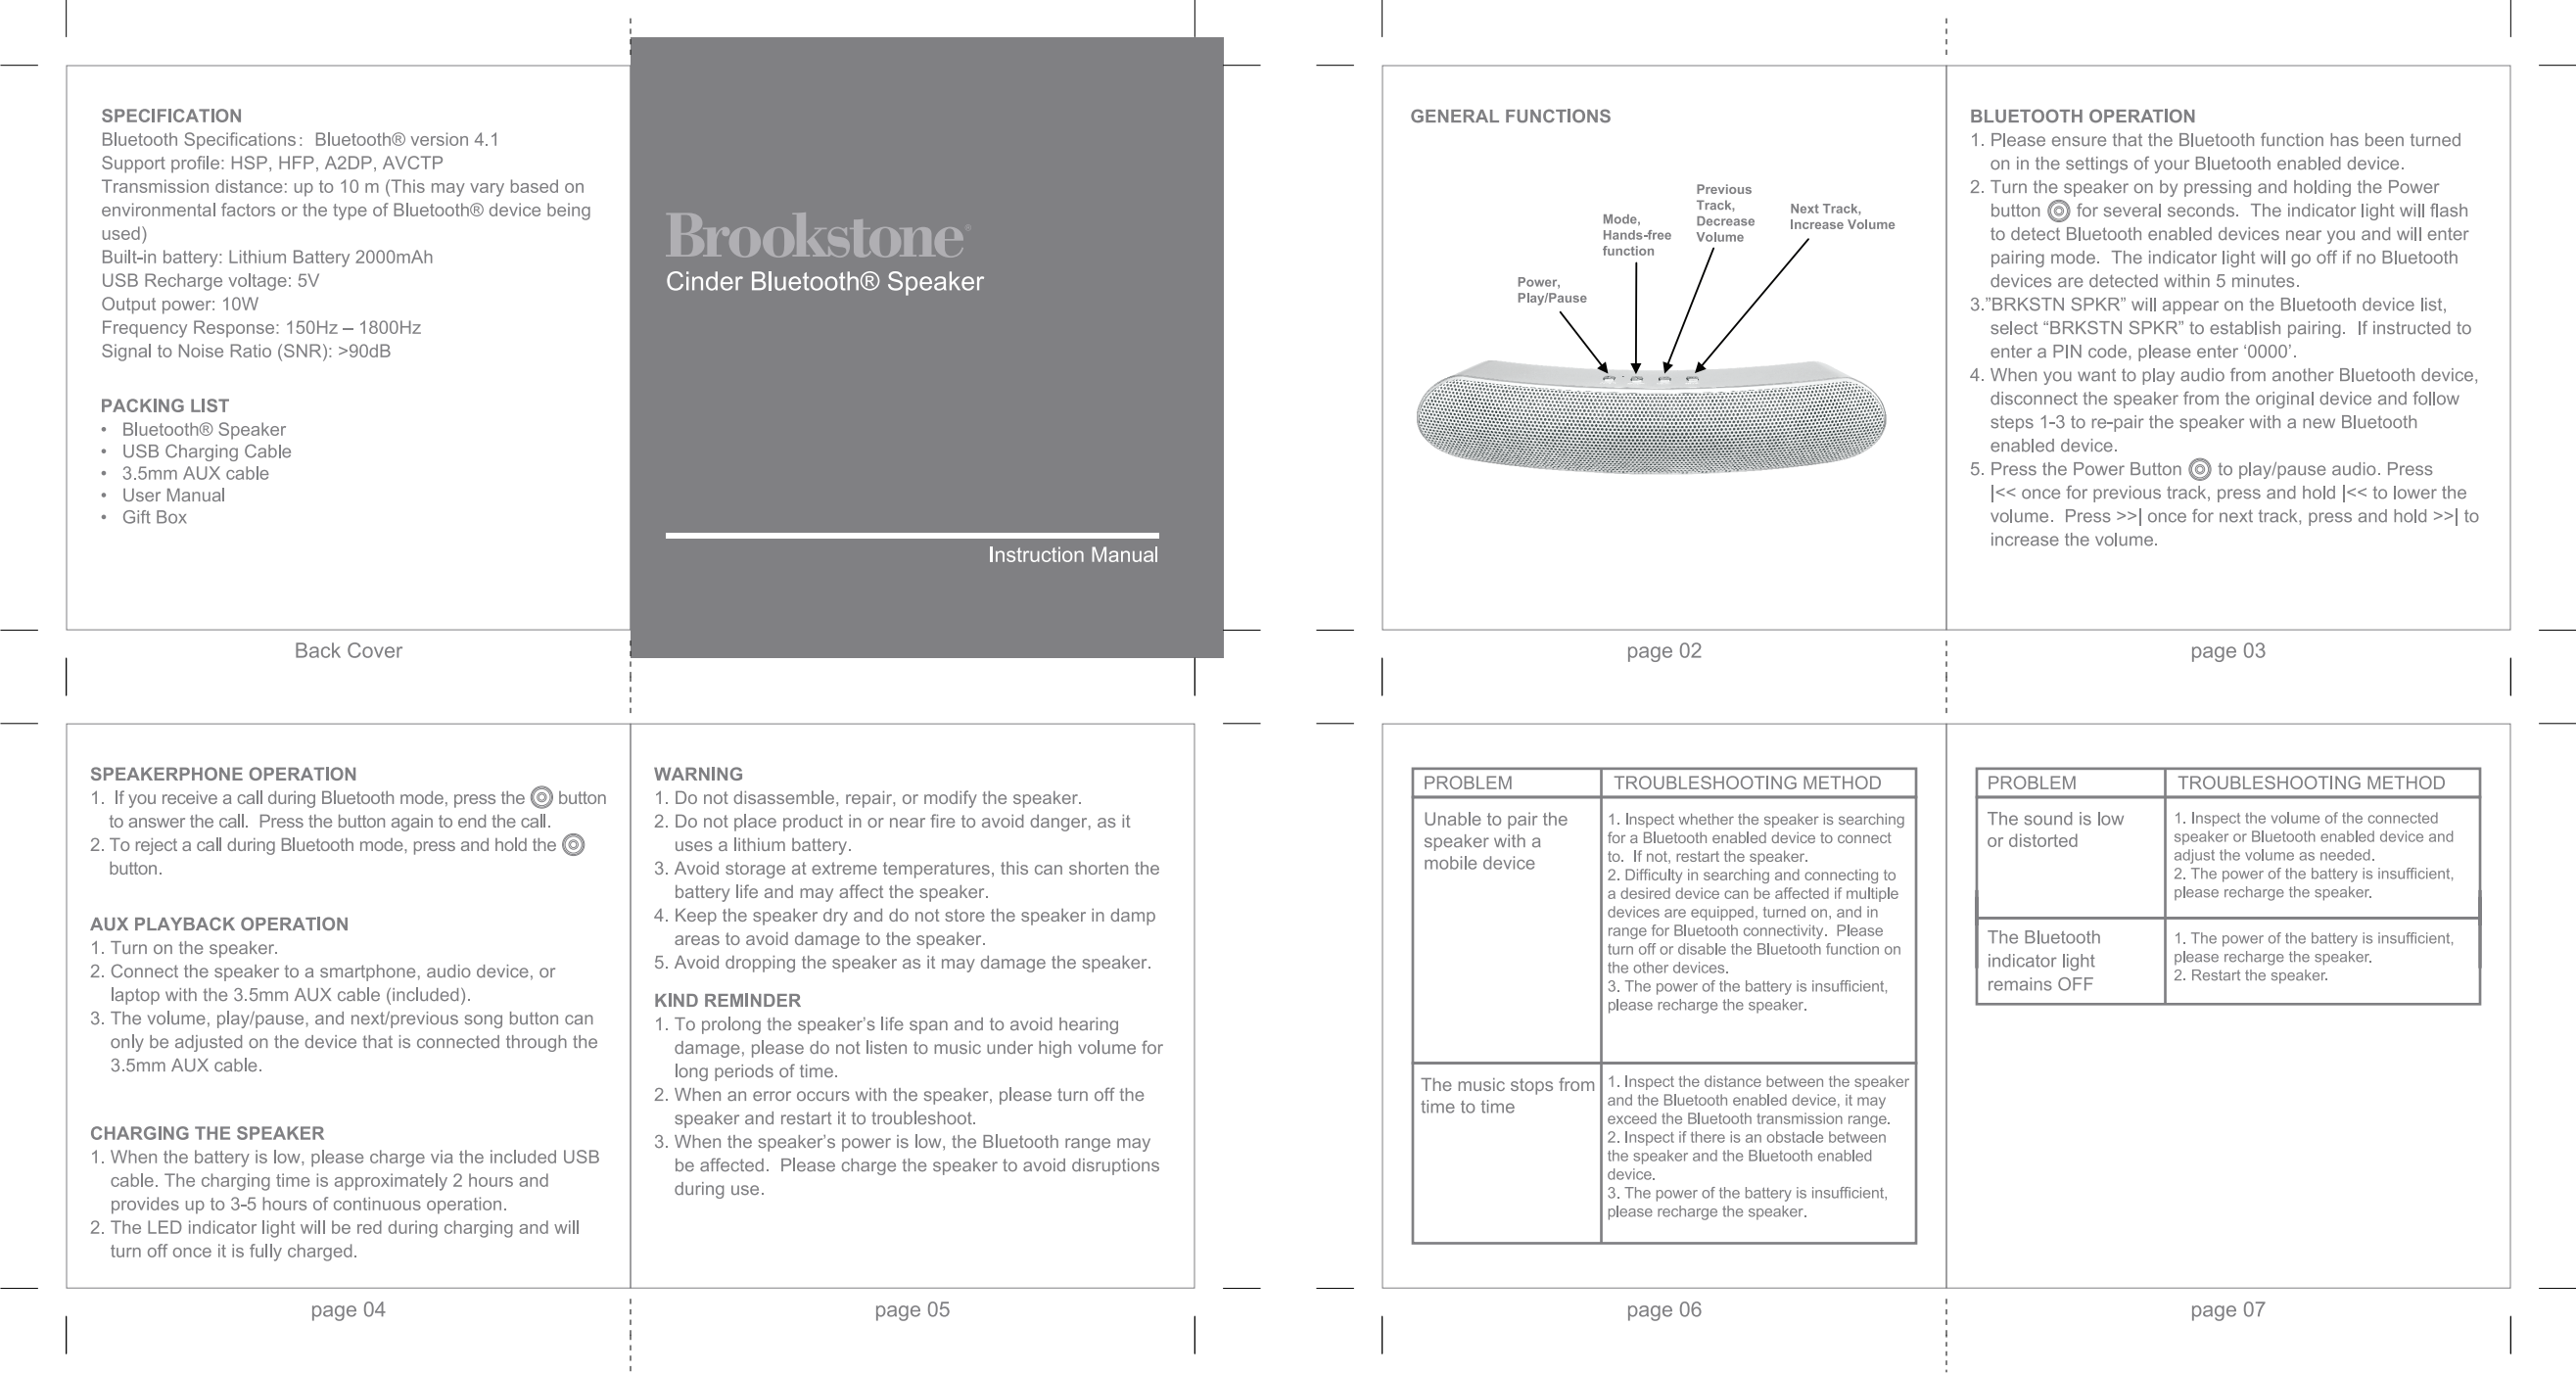 SPECIFICATION
Bluetooth Specifications: Bluetooth® version 4.1
Support profile: HSP, HFP, A2DP, AVCTP
Transmission distance: up to 10 m (This may vary based on
environmental factors or the type of Bluetooth® device being
used)
Built-in battery: Lithium Battery 2000mAh
USB Recharge voltage: 5V
Output power: 10W
Frequency Response: 150Hz – 1800Hz
Signal to Noise Ratio (SNR): >90dB
PACKING LIST
• Bluetooth® Speaker
• USB Charging Cable
• 3.5mm AUX cable
• User Manual
• Gift Box
Back Cover
Brookstone®
Cinder Bluetooth® Speaker
Instruction Manual
GENERAL FUNCTIONS
Power,
Play/Pause
Mode,
Hands-free
function
Previous
Track,
Decrease
Volume
Next Track,
Increase Volume
page 02
BLUETOOTH OPERATION
1. Please ensure that the Bluetooth function has been turned
on in the settings of your Bluetooth enabled device.
2. Turn the speaker on by pressing and holding the Power
button for several seconds. The indicator light will flash
to detect Bluetooth enabled devices near you and will enter
pairing mode. The indicator light will go off if no Bluetooth
devices are detected within 5 minutes.
3."BRKSTN SPKR” will appear on the Bluetooth device list,
select “BRKSTN SPKR” to establish pairing. If instructed to
enter a PIN code, please enter ‘0000’.
4. When you want to play audio from another Bluetooth device,
disconnect the speaker from the original device and follow
steps 1-3 to re-pair the speaker with a new Bluetooth
enabled device.
5. Press the Power Button to play/pause audio. Press
|<< once for previous track, press and hold |<< to lower the
volume. Press >>| once for next track, press and hold >>| to
increase the volume.
page 03
SPEAKERPHONE OPERATION
1. If you receive a call during Bluetooth mode, press the button
to answer the call. Press the button again to end the call.
2. To reject a call during Bluetooth mode, press and hold the
button.
AUX PLAYBACK OPERATION
1. Turn on the speaker.
2. Connect the speaker to a smartphone, audio device, or
laptop with the 3.5mm AUX cable (included).
3. The volume, play/pause, and next/previous song button can
only be adjusted on the device that is connected through the
3.5mm AUX cable.
CHARGING THE SPEAKER
1. When the battery is low, please charge via the included USB
cable. The charging time is approximately 2 hours and
provides up to 3-5 hours of continuous operation.
2. The LED indicator light will be red during charging and will
turn off once it is fully charged.
page 04
WARNING
1. Do not disassemble, repair, or modify the speaker.
2. Do not place product in or near fire to avoid danger, as it
uses a lithium battery.
3. Avoid storage at extreme temperatures, this can shorten the
battery life and may affect the speaker.
4. Keep the speaker dry and do not store the speaker in damp
areas to avoid damage to the speaker.
5. Avoid dropping the speaker as it may damage the speaker.
KIND REMINDER
1. To prolong the speaker’s life span and to avoid hearing
damage, please do not listen to music under high volume for
long periods of time.
2. When an error occurs with the speaker, please turn off the
speaker and restart it to troubleshoot.
3. When the speaker’s power is low, the Bluetooth range may
be affected. Please charge the speaker to avoid disruptions
during use.
page 05
PROBLEM TROUBLESHOOTING METHOD
Unable to pair the
speaker with a
mobile device
1. Inspect whether the speaker is searching
for a Bluetooth enabled device to connect
to. If not, restart the speaker.
2. Difficulty in searching and connecting to
a desired device can be affected if multiple
devices are equipped, turned on, and in
range for Bluetooth connectivity. Please
turn off or disable the Bluetooth function on
the other devices.
3. The power of the battery is insufficient,
please recharge the speaker.
The music stops from
time to time
1. Inspect the distance between the speaker
and the Bluetooth enabled device, it may
exceed the Bluetooth transmission range.
2. Inspect if there is an obstacle between
the speaker and the Bluetooth enabled
device.
3. The power of the battery is insufficient,
please recharge the speaker.
page 06
PROBLEM TROUBLESHOOTING METHOD
The sound is low
or distorted
1. Inspect the volume of the connected
speaker or Bluetooth enabled device and
adjust the volume as needed.
2. The power of the battery is insufficient,
please recharge the speaker.
The Bluetooth
indicator light
remains OFF
1. The power of the battery is insufficient,
please recharge the speaker.
2. Restart the speaker.
page 07